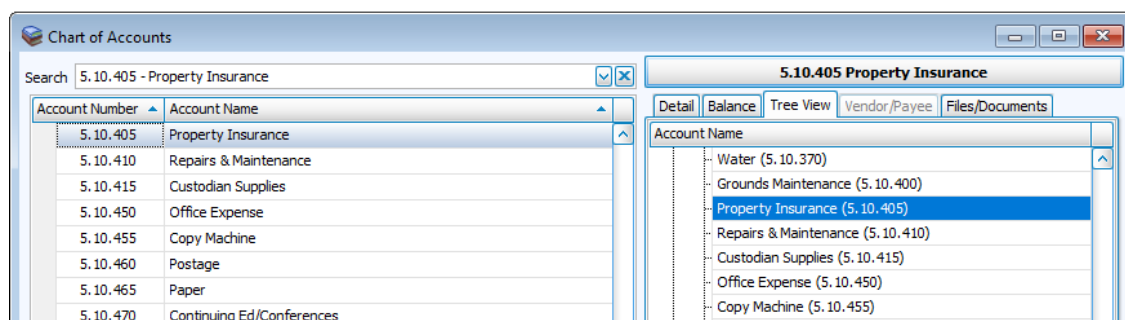 Chart of Accounts
Search 5.10.405 - Property Insurance
Account Number Account Name
5.10.405 Property Insurance
5.10.410 Repairs & Maintenance
5.10.415 Custodian Supplies
5.10.450 Office Expense
5.10.455 Copy Machine
5.10.460 Postage
5.10.465 Paper
5.10.470 Continuing Ed/Conferences
5.10.405 Property Insurance
Detail Balance Tree View Vendor/Payee Files/Documents
Account Name
Water (5.10.370)
Grounds Maintenance (5.10.400)
Property Insurance (5.10.405)
Repairs & Maintenance (5.10.410)
Custodian Supplies (5.10.415)
Office Expense (5.10.450)
Copy Machine (5.10.455)